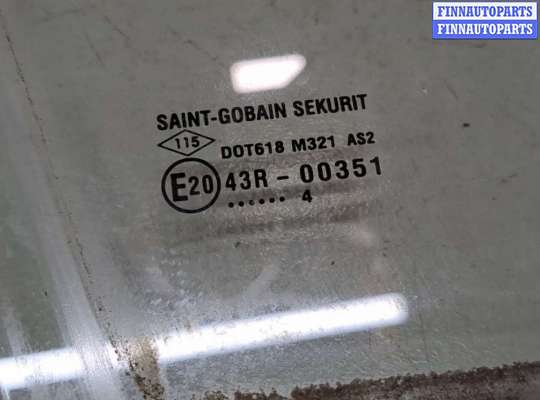 FINNAUTOPARTS
FINNAUTOPARTS
SAINT-GOBAIN SEKURIT
115 DOT618 M321 AS2
E20 43R-00351
...... 4